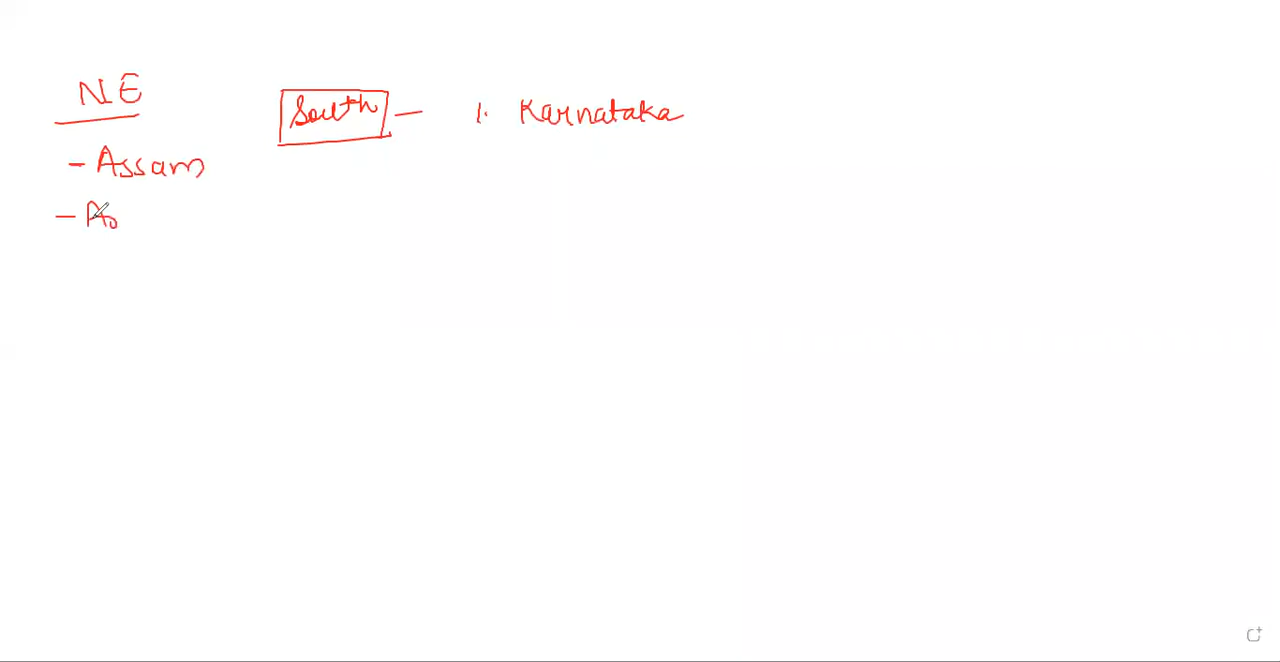 NE
South - 1. Karnataka
- Assam
- A